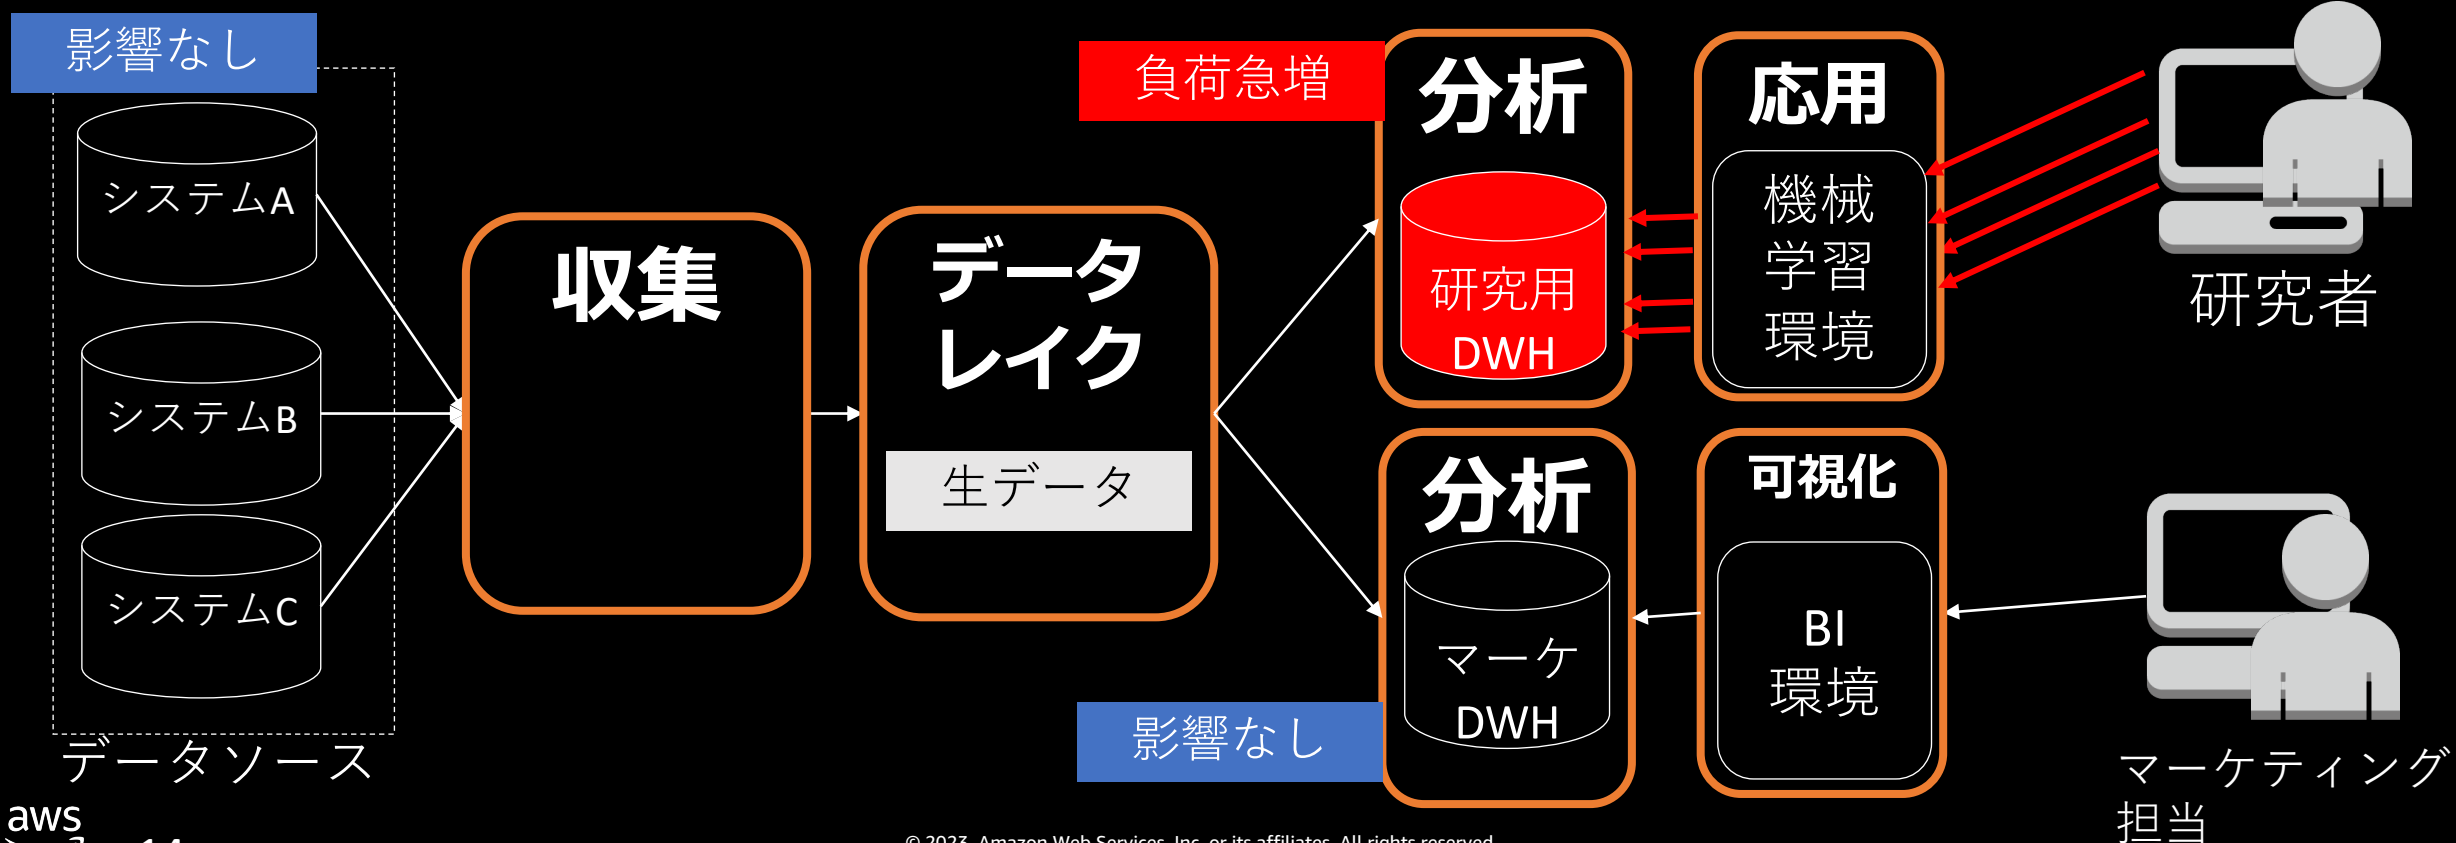 影響なし
システムA
システムB
システムC
データソース
収集
データ
レイク
生データ
負荷急増
分析
研究用
DWH
応用
機械
学習
環境
研究者
影響なし
分析
マーケ
DWH
可視化
BI
環境
マーケティング
担当
aws
© 2023, Amazon Web Services, Inc. or its affiliates. All rights reserved.